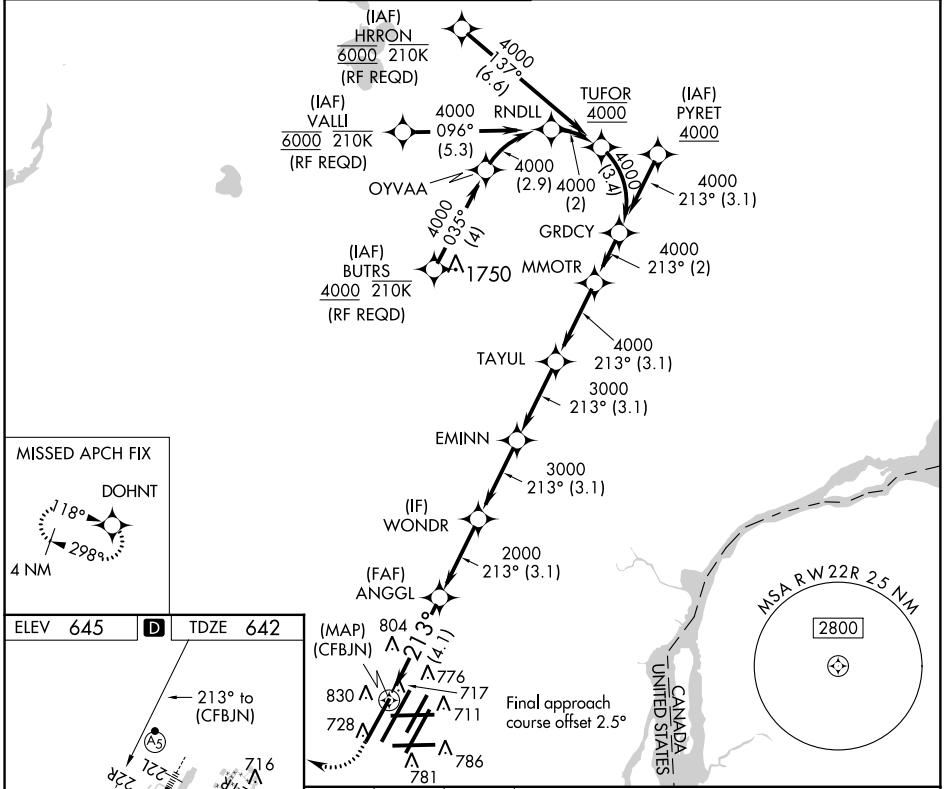 (IAF)
HRRON
6000 210K
(RF REQD)
4000
137°
(6.6)
(IAF)
VALLI
6000 210K
(RF REQD)
4000
096°
(5.3)
RNDLL
TUFOR
4000
(IAF)
PYRET
4000
OYVAA
4000
(2.9)
4000
(2)
4000
(3.4)
4000
213° (3.1)
4000
035°
(4)
(IAF)
BUTRS
4000 210K
(RF REQD)
1750
GRDCY
4000
213° (2)
MMOTR
4000
213° (3.1)
TAYUL
3000
213° (3.1)
EMINN
3000
213° (3.1)
(IF)
WONDR
2000
213° (3.1)
(FAF)
ANGGL
213°
(4.1)
(MAP)
(CFBJN)
804
776
830
717
711
728
786
781
Final approach
course offset 2.5°
MISSED APCH FIX
DOHNT
118°
298°
4 NM
CANADA
UNITED STATES
MSA RW22R 25 NM
2800
ELEV 645 D TDZE 642
213° to
(CFBJN)
A5
22R
22L
716